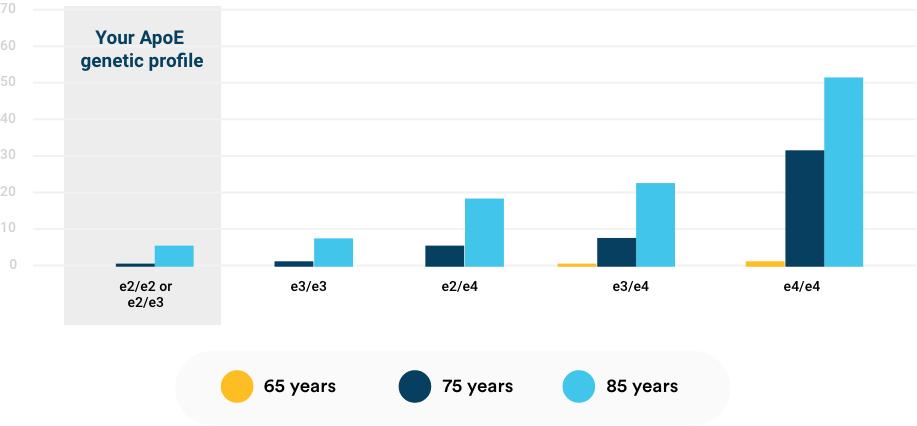 70
60
50
40
30
20
10
0
Your ApoE
genetic profile
e2/e2 or
e2/e3
e3/e3
e2/e4
e3/e4
e4/e4
65 years
75 years
85 years